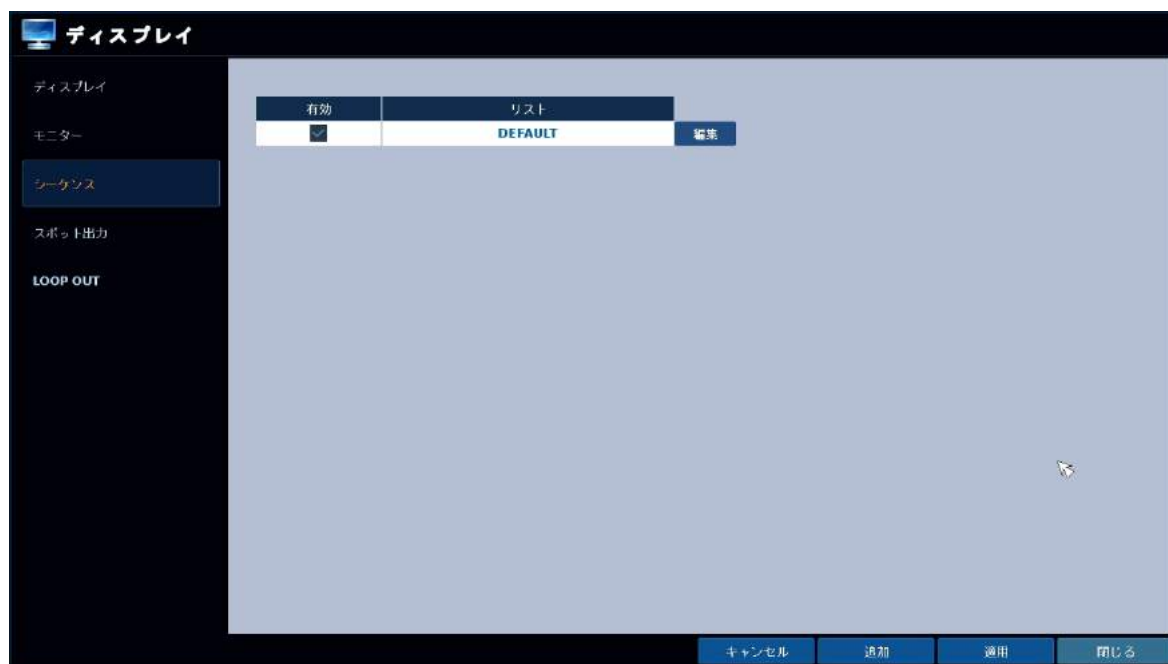 ディスプレイ
ディスプレイ
モニター
シーケンス
スポット出力
LOOP OUT
有効 リスト
DEFAULT 編集
キャンセル 追加 適用 閉じる